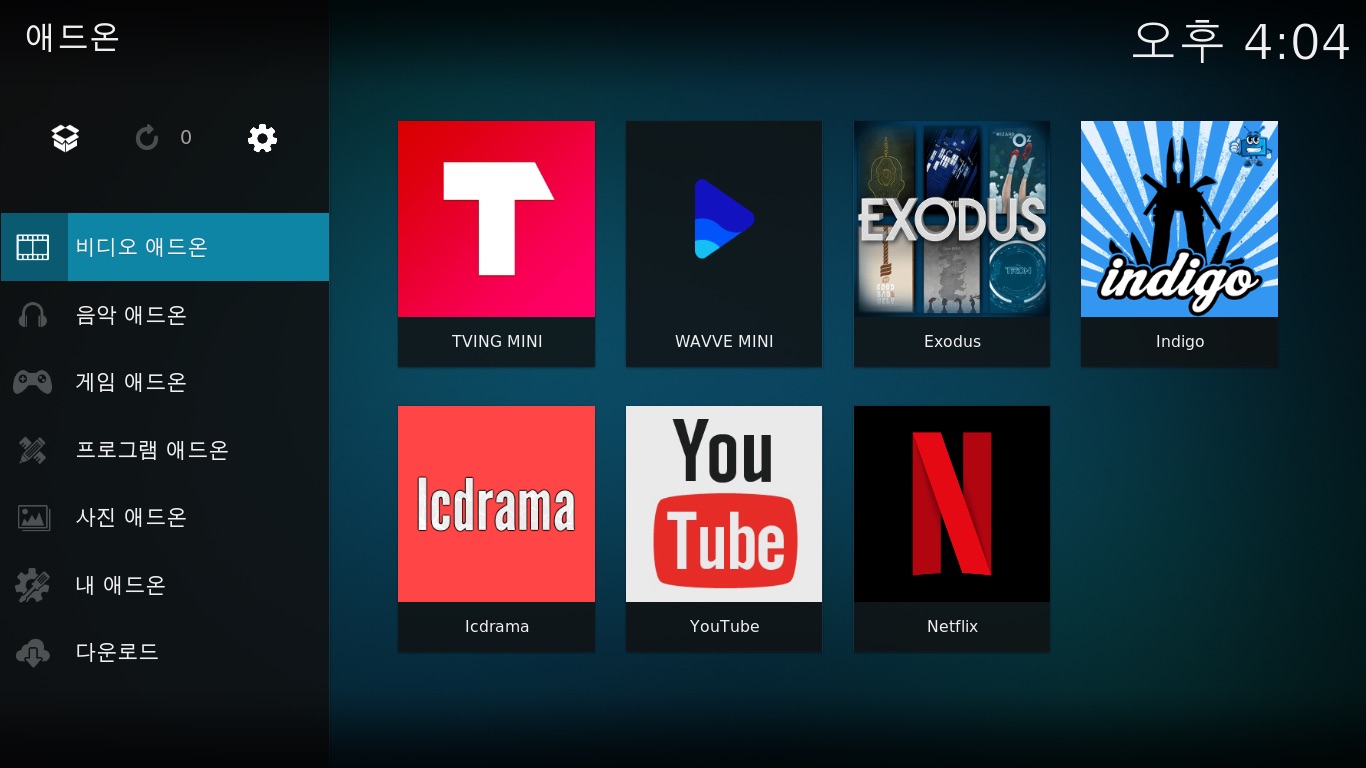 애드온
오후 4:04
0
비디오 애드온
음악 애드온
게임 애드온
프로그램 애드온
사진 애드온
내 애드온
다운로드
T
TVING MINI
WAVVE MINI
WIZARD
OZ
EXODUS
TRON
Exodus
indigo
Indigo
Icdrama
Icdrama
You
Tube
YouTube
N
Netflix